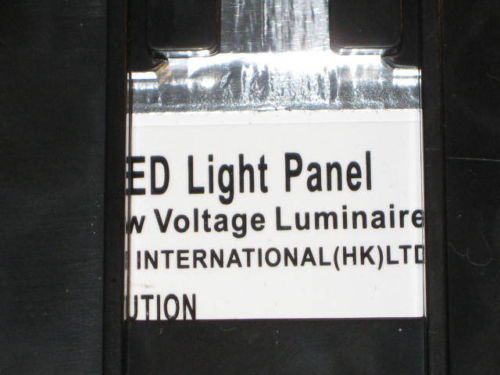 ED Light Panel
w Voltage Luminaire
INTERNATIONAL(HK)LTD
UTION